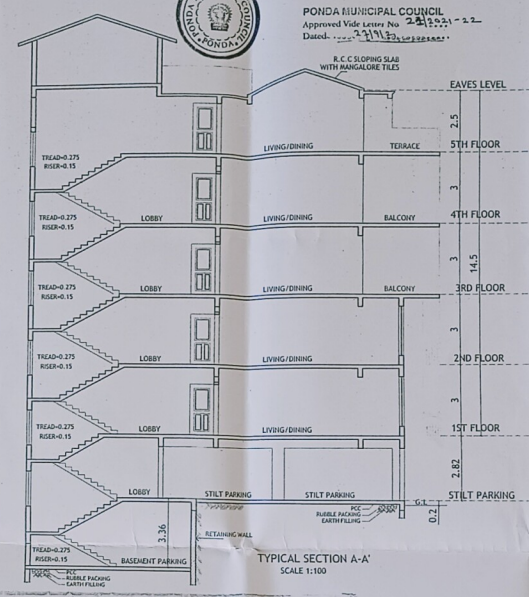 PONDA MUNICIPAL COUNCIL
Approved Vide Letter No 29/2021-22
Dated.
COUNCIL
PONDA
R.C.C SLOPING SLAB
WITH MANGALORE TILES
EAVES LEVEL
2.5
LIVING/DINING
TERRACE
5TH FLOOR
TREAD=0.275
RISER=0.15
3
TREAD=0.275
RISER=0.15
LOBBY
LIVING/DINING
BALCONY
4TH FLOOR
3
14.5
TREAD=0.275
RISER=0.15
LOBBY
LIVING/DINING
BALCONY
3RD FLOOR
3
TREAD=0.275
RISER=0.15
LOBBY
LIVING/DINING
2ND FLOOR
3
TREAD=0.275
RISER=0.15
LOBBY
LIVING/DINING
1ST FLOOR
2.82
LOBBY
STILT PARKING
STILT PARKING
G.L
STILT PARKING
0.2
PCC
RUBBLE PACKING
EARTH FILLING
3.36
RETAINING WALL
TREAD=0.275
RISER=0.15
BASEMENT PARKING
PCC
RUBBLE PACKING
EARTH FILLING
TYPICAL SECTION A-A'
SCALE 1:100